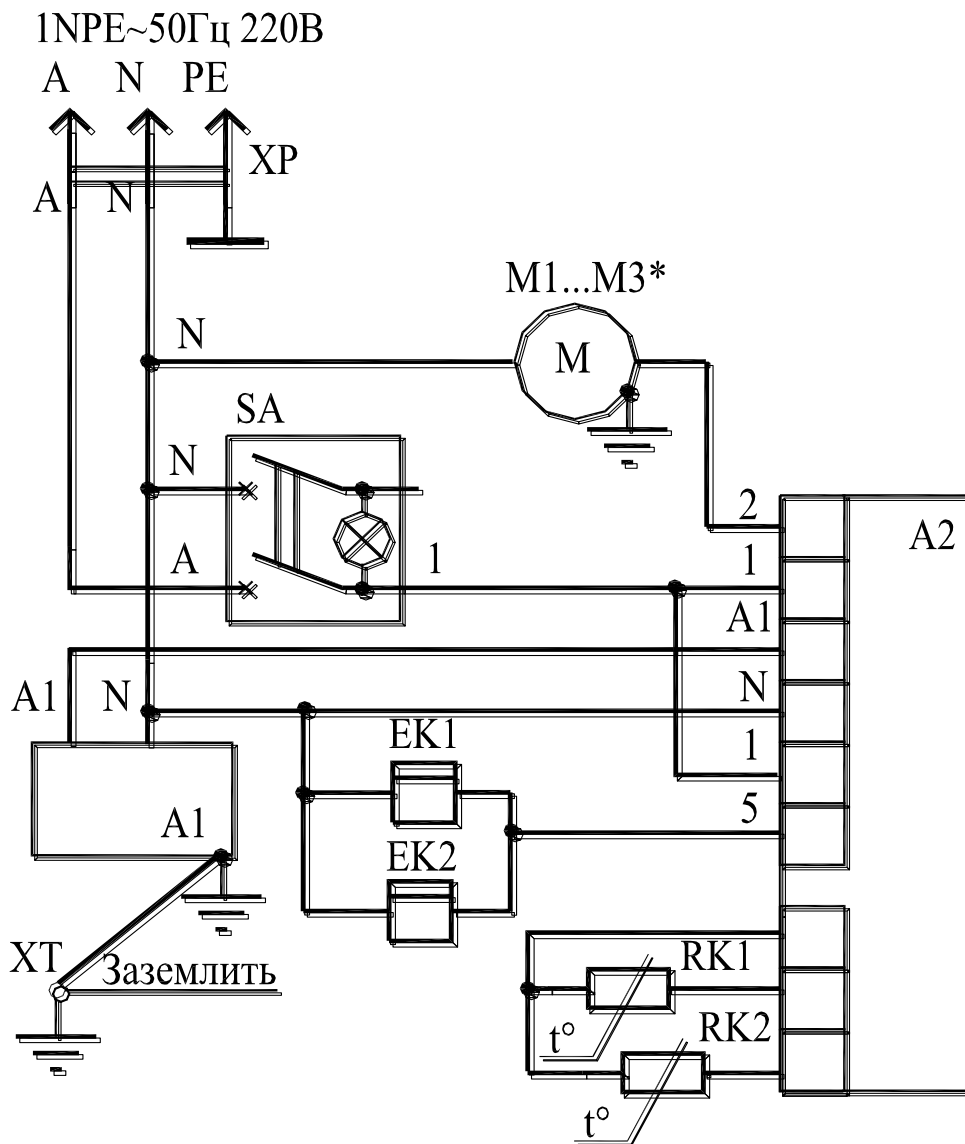 1NPE~50Гц 220В
A N PE
XP
A N
M1...M3*
N
M
SA
N
2
A2
A
1
1
A1
A1
N
N
EK1
1
5
A1
EK2
XT
Заземлить
RK1
t°
RK2
t°